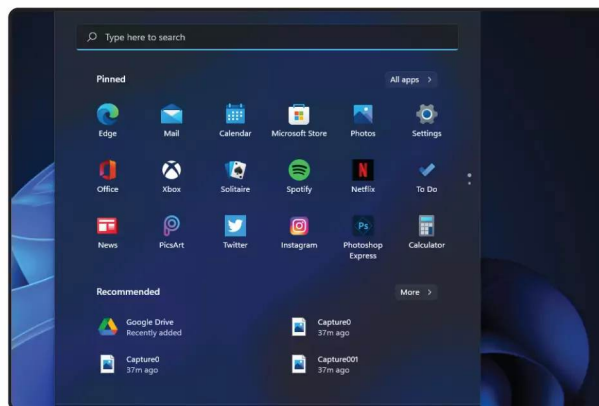 Type here to search
Pinned
All apps >
Edge
Mail
Calendar
Microsoft Store
Photos
Settings
Office
Xbox
Solitaire
Spotify
Netflix
To Do
News
PicsArt
Twitter
Instagram
Photoshop
Express
Calculator
Ps
Recommended
More >
Google Drive
Recently added
Capture0
37m ago
Capture0
37m ago
Capture001
37m ago